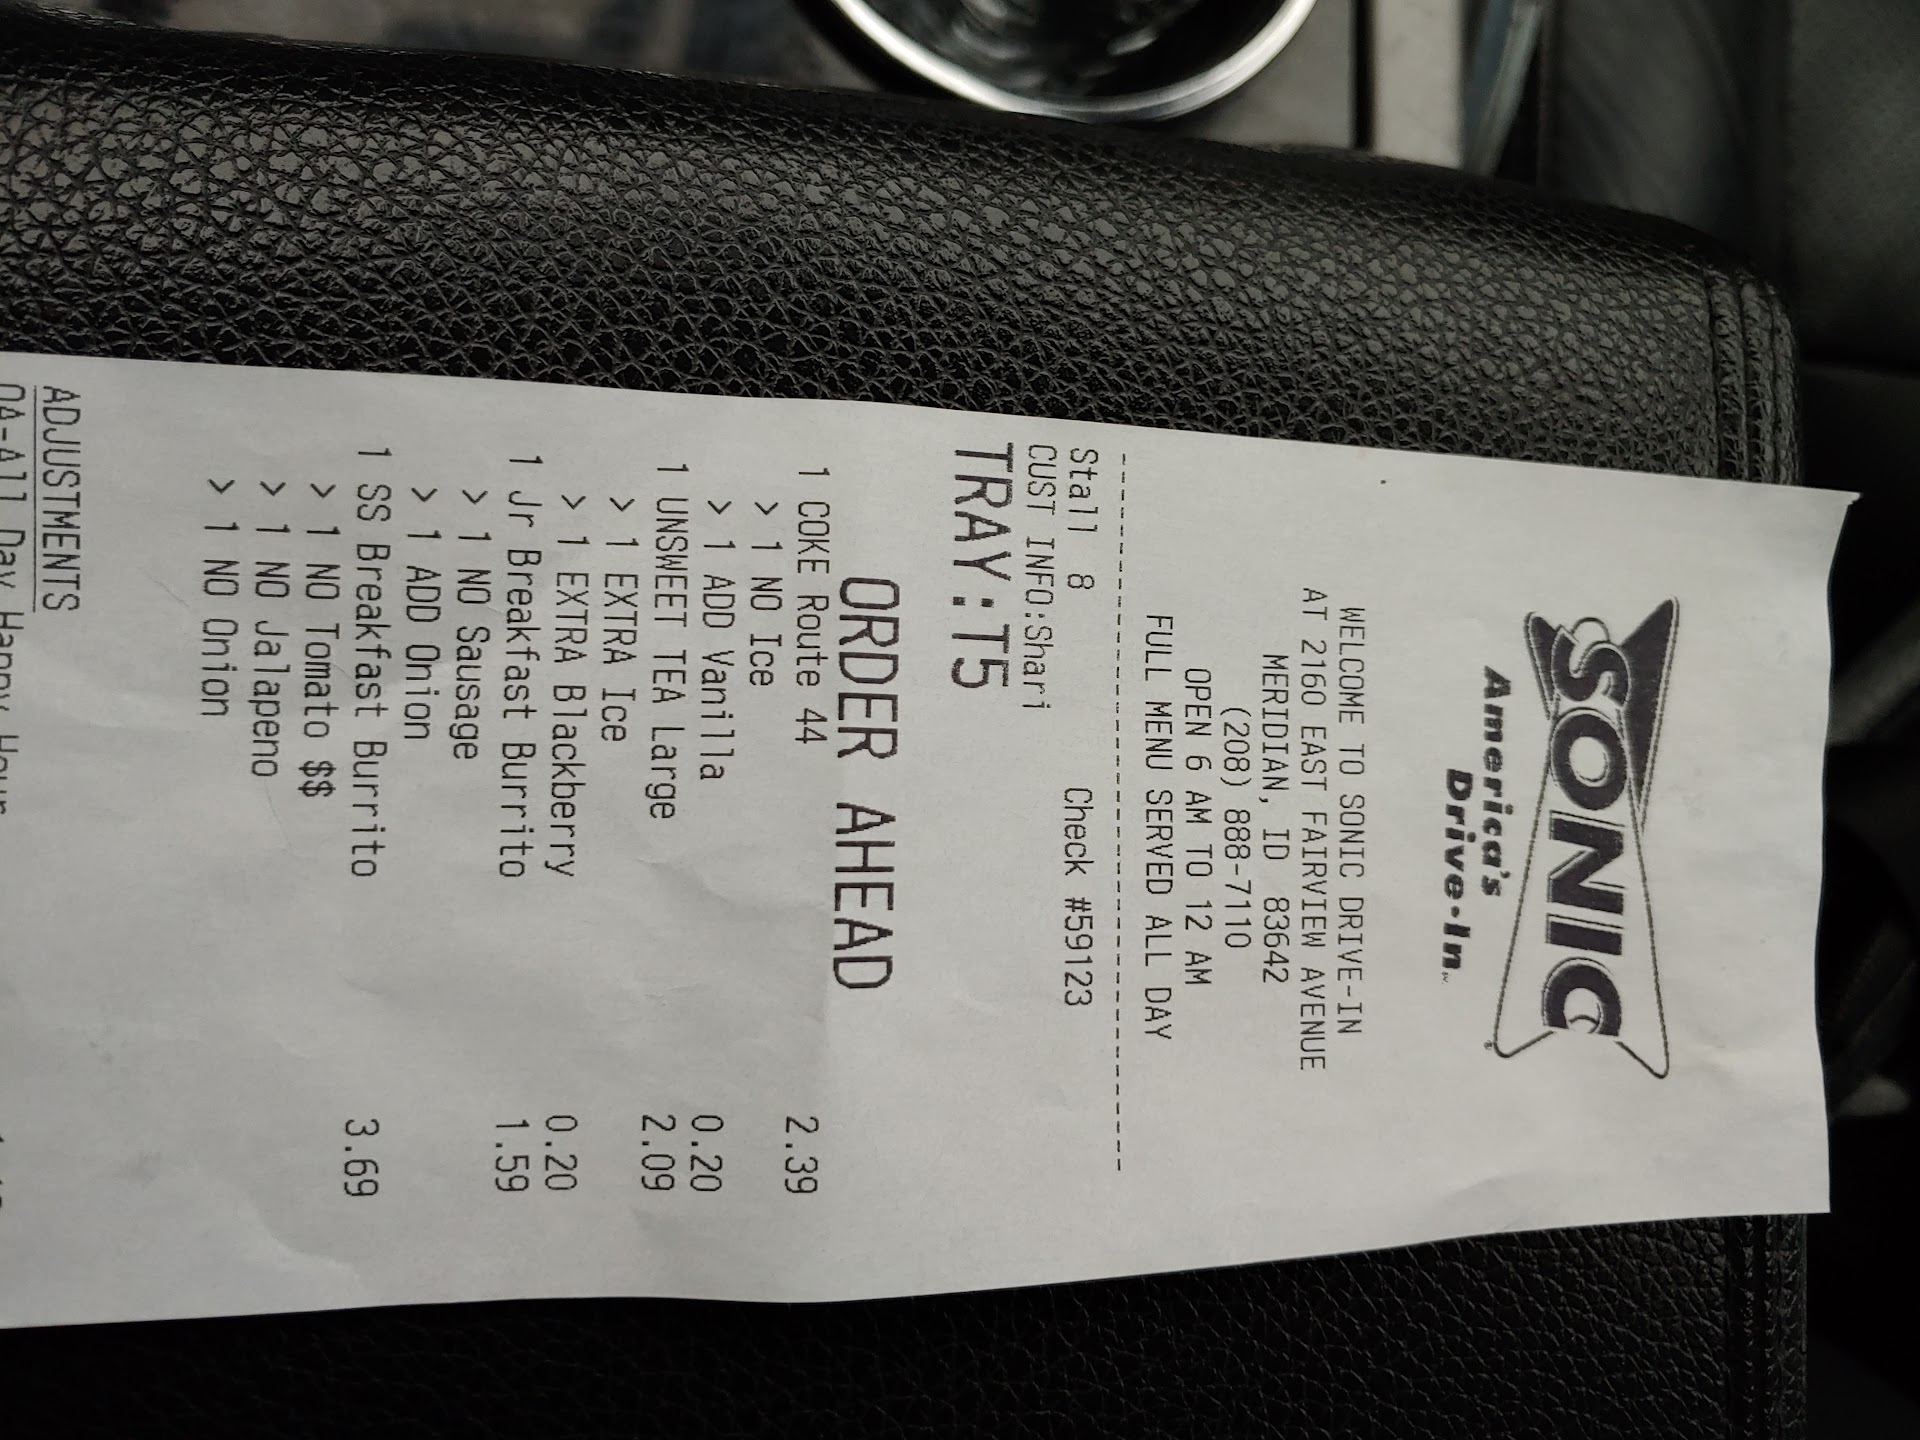 SONIC
America's
Drive-In
WELCOME TO SONIC DRIVE-IN
AT 2160 EAST FAIRVIEW AVENUE
MERIDIAN, ID 83642
(208) 888-7110
OPEN 6 AM TO 12 AM
FULL MENU SERVED ALL DAY
--------------------------------
Stall 8 Check #59123
CUST INFO:Shari
TRAY:T5
ORDER AHEAD
1 COKE Route 44 2.39
> 1 NO Ice
> 1 ADD Vanilla 0.20
1 UNSWEET TEA Large 2.09
> 1 EXTRA Ice
> 1 EXTRA Blackberry 0.20
1 Jr Breakfast Burrito 1.59
> 1 NO Sausage
> 1 ADD Onion
1 SS Breakfast Burrito 3.69
> 1 NO Tomato $$
> 1 NO Jalapeno
> 1 NO Onion
ADJUSTMENTS
OA-All Day Happy Hour